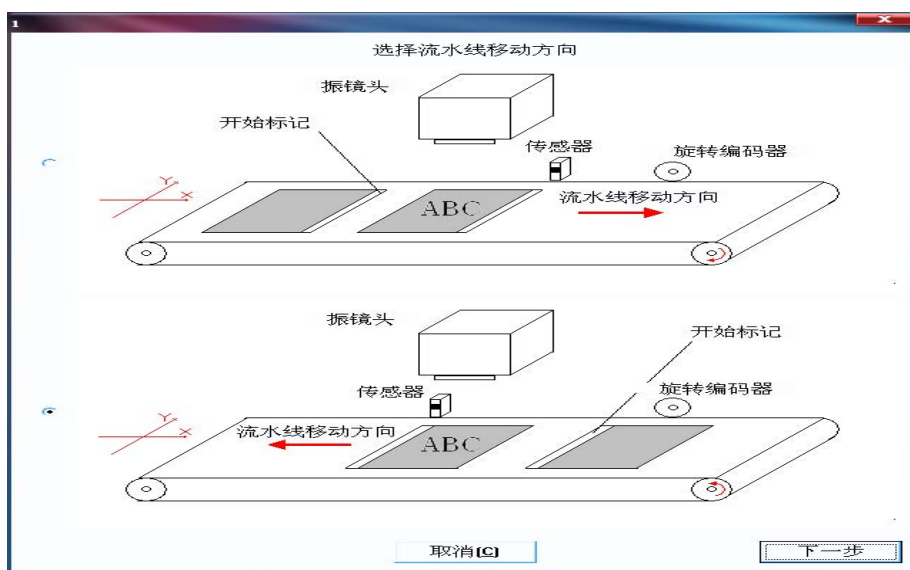 1
选择流水线移动方向
振镜头
开始标记
传感器
旋转编码器
Y
X
ABC
流水线移动方向
振镜头
开始标记
传感器
旋转编码器
Y
X
流水线移动方向
ABC
取消(C)
下一步